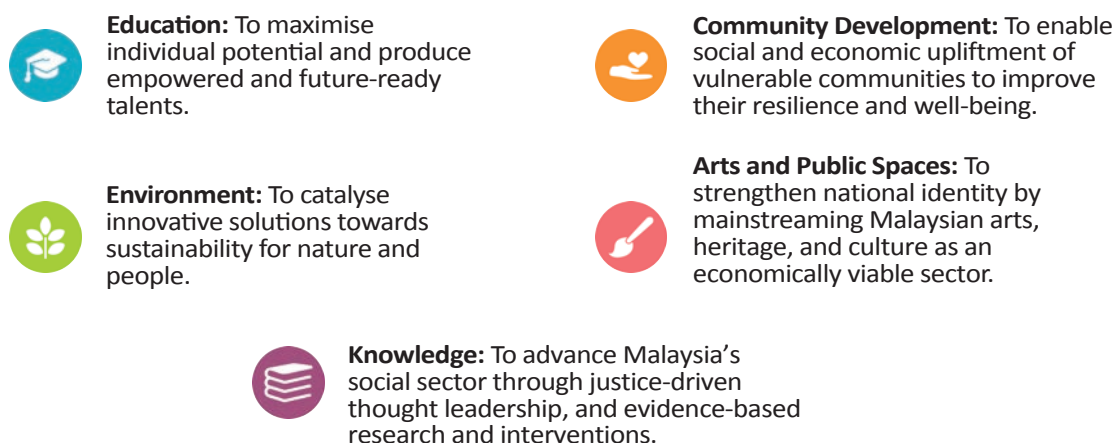 Education: To maximise
individual potential and produce
empowered and future-ready
talents.
Community Development: To enable
social and economic upliftment of
vulnerable communities to improve
their resilience and well-being.
Environment: To catalyse
innovative solutions towards
sustainability for nature and
people.
Arts and Public Spaces: To
strengthen national identity by
mainstreaming Malaysian arts,
heritage, and culture as an
economically viable sector.
Knowledge: To advance Malaysia’s
social sector through justice-driven
thought leadership, and evidence-based
research and interventions.